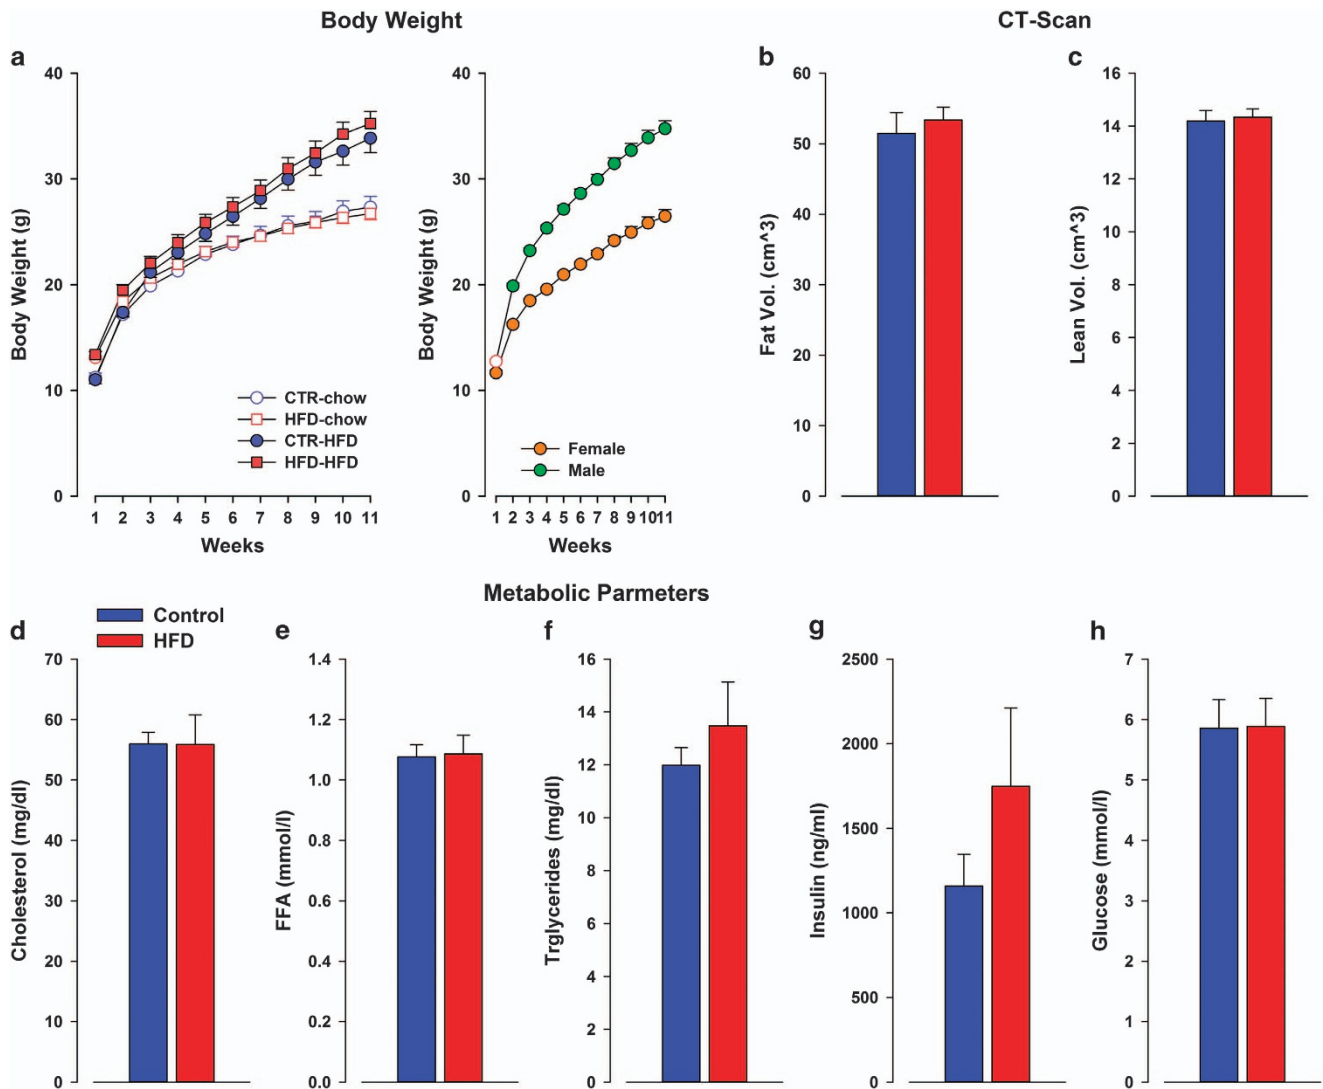 Body Weight
CT-Scan
a
b
c
40
30
20
10
0
Body Weight (g)
1 2 3 4 5 6 7 8 9 10 11
Weeks
CTR-chow
HFD-chow
CTR-HFD
HFD-HFD
40
30
20
10
0
Body Weight (g)
1 2 3 4 5 6 7 8 9 10 11
Weeks
Female
Male
60
50
40
30
20
10
0
Fat Vol. (cm^3)
16
14
12
10
8
6
4
2
0
Lean Vol. (cm^3)
Metabolic Parmeters
Control
HFD
d
e
f
g
h
70
60
50
40
30
20
10
0
Cholesterol (mg/dl)
1.4
1.2
1.0
0.8
0.6
0.4
0.2
0.0
FFA (mmol/l)
16
14
12
10
8
6
4
2
0
Trglycerides (mg/dl)
2500
2000
1500
1000
500
0
Insulin (ng/ml)
7
6
5
4
3
2
1
0
Glucose (mmol/l)